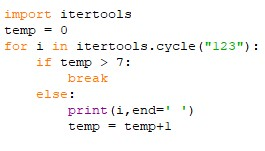 import itertools
temp = 0
for i in itertools.cycle("123"):
    if temp > 7:
        break
    else:
        print(i,end=' ')
        temp = temp+1